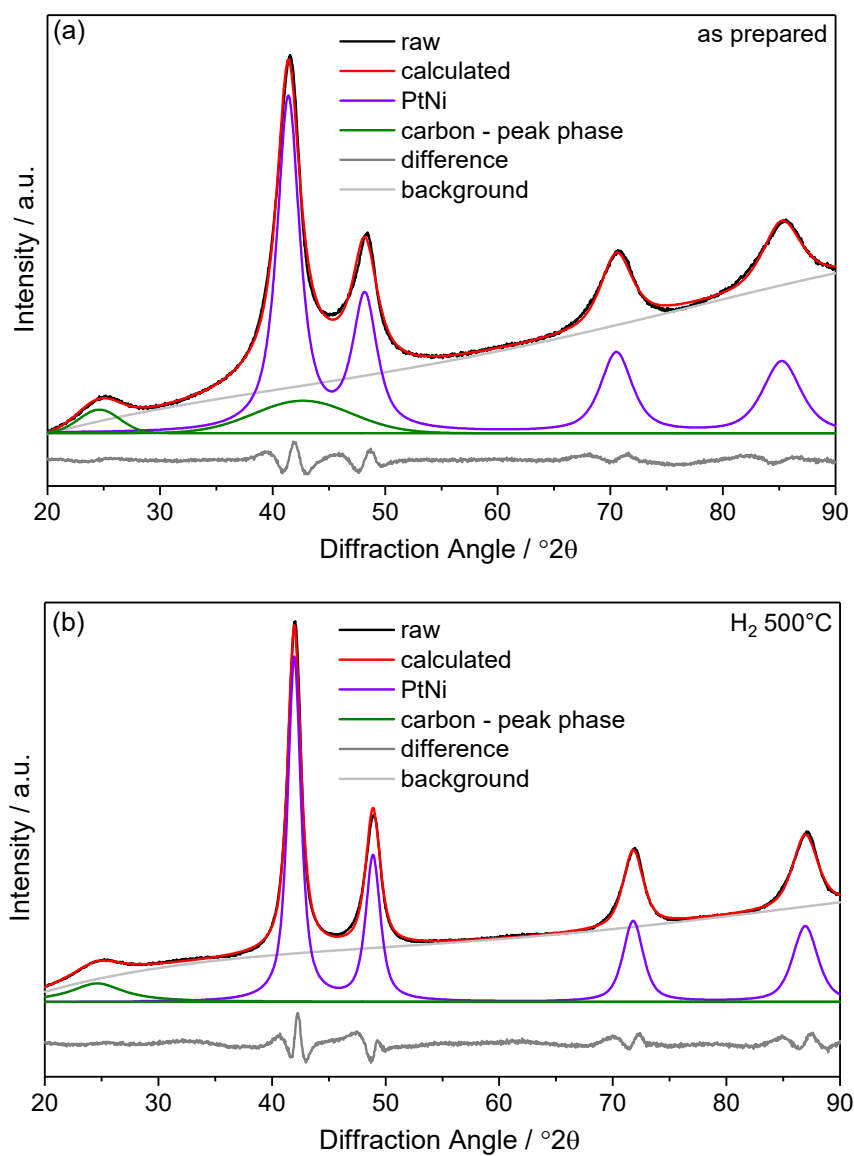 (a)
as prepared
raw
calculated
PtNi
carbon - peak phase
difference
background
Intensity / a.u.
20 30 40 50 60 70 80 90
Diffraction Angle / °2θ
(b)
H₂ 500°C
raw
calculated
PtNi
carbon - peak phase
difference
background
Intensity / a.u.
20 30 40 50 60 70 80 90
Diffraction Angle / °2θ